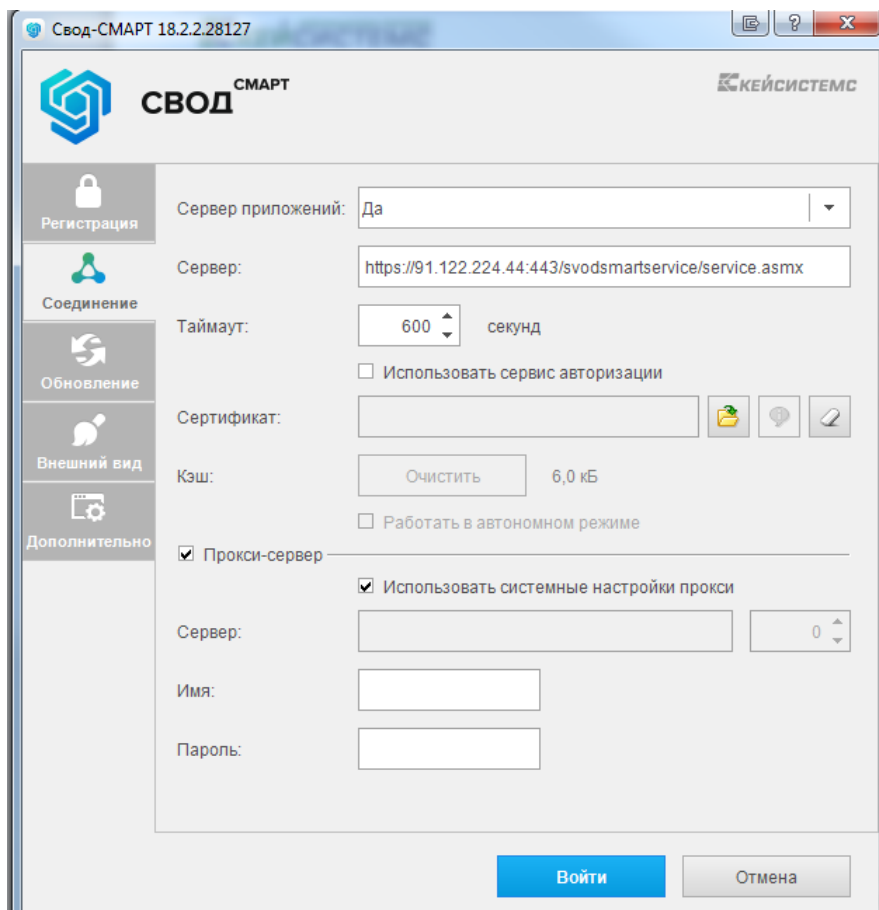 Свод-СМАРТ 18.2.2.28127
СВОД СМАРТ
КЕЙСИСТЕМС
Регистрация
Соединение
Обновление
Внешний вид
Дополнительно
Сервер приложений: Да
Сервер: https://91.122.224.44:443/svodsmartservice/service.asmx
Таймаут: 600 секунд
Использовать сервис авторизации
Сертификат:
Кэш: Очистить 6,0 кБ
Работать в автономном режиме
Прокси-сервер
Использовать системные настройки прокси
Сервер: 0
Имя:
Пароль:
Войти Отмена